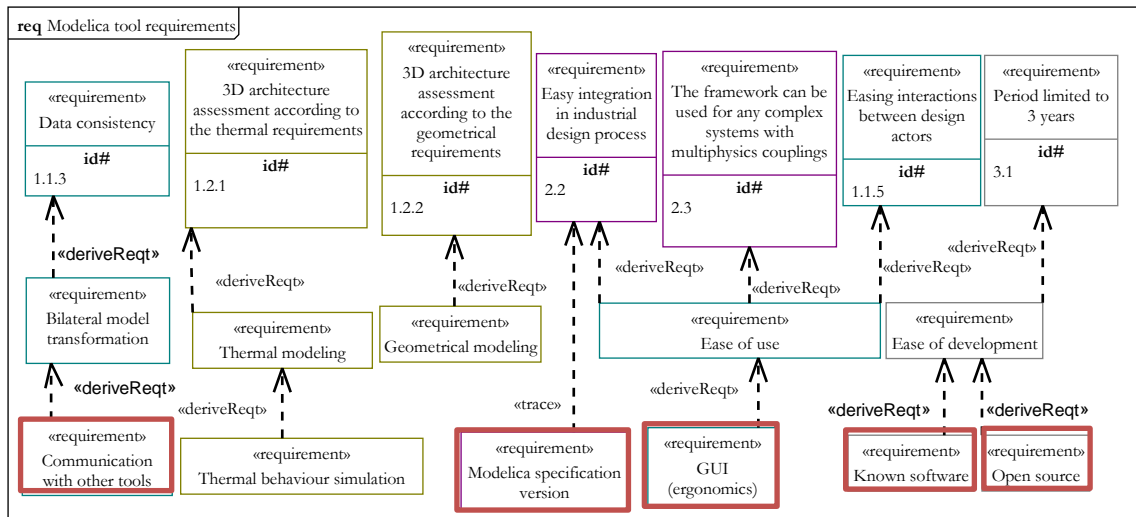 req Modelica tool requirements
«requirement»
Data consistency
id#
1.1.3
«requirement»
3D architecture
assessment according to
the thermal requirements
id#
1.2.1
«requirement»
3D architecture
assessment
according to the
geometrical
requirements
id#
1.2.2
«requirement»
Easy integration
in industrial
design process
id#
2.2
«requirement»
The framework can be
used for any complex
systems with
multiphysics couplings
id#
2.3
«requirement»
Easing interactions
between design
actors
id#
1.1.5
«requirement»
Period limited to
3 years
id#
3.1
«deriveReqt»
«deriveReqt»
«deriveReqt»
«deriveReqt»
«deriveReqt»
«deriveReqt»
«deriveReqt»
«requirement»
Bilateral model
transformation
«requirement»
Thermal modeling
«requirement»
Geometrical modeling
«requirement»
Ease of use
«requirement»
Ease of development
«deriveReqt»
«deriveReqt»
«trace»
«deriveReqt»
«deriveReqt»
«deriveReqt»
«requirement»
Communication
with other tools
«requirement»
Thermal behaviour simulation
«requirement»
Modelica specification
version
«requirement»
GUI
(ergonomics)
«requirement»
Known software
«requirement»
Open source